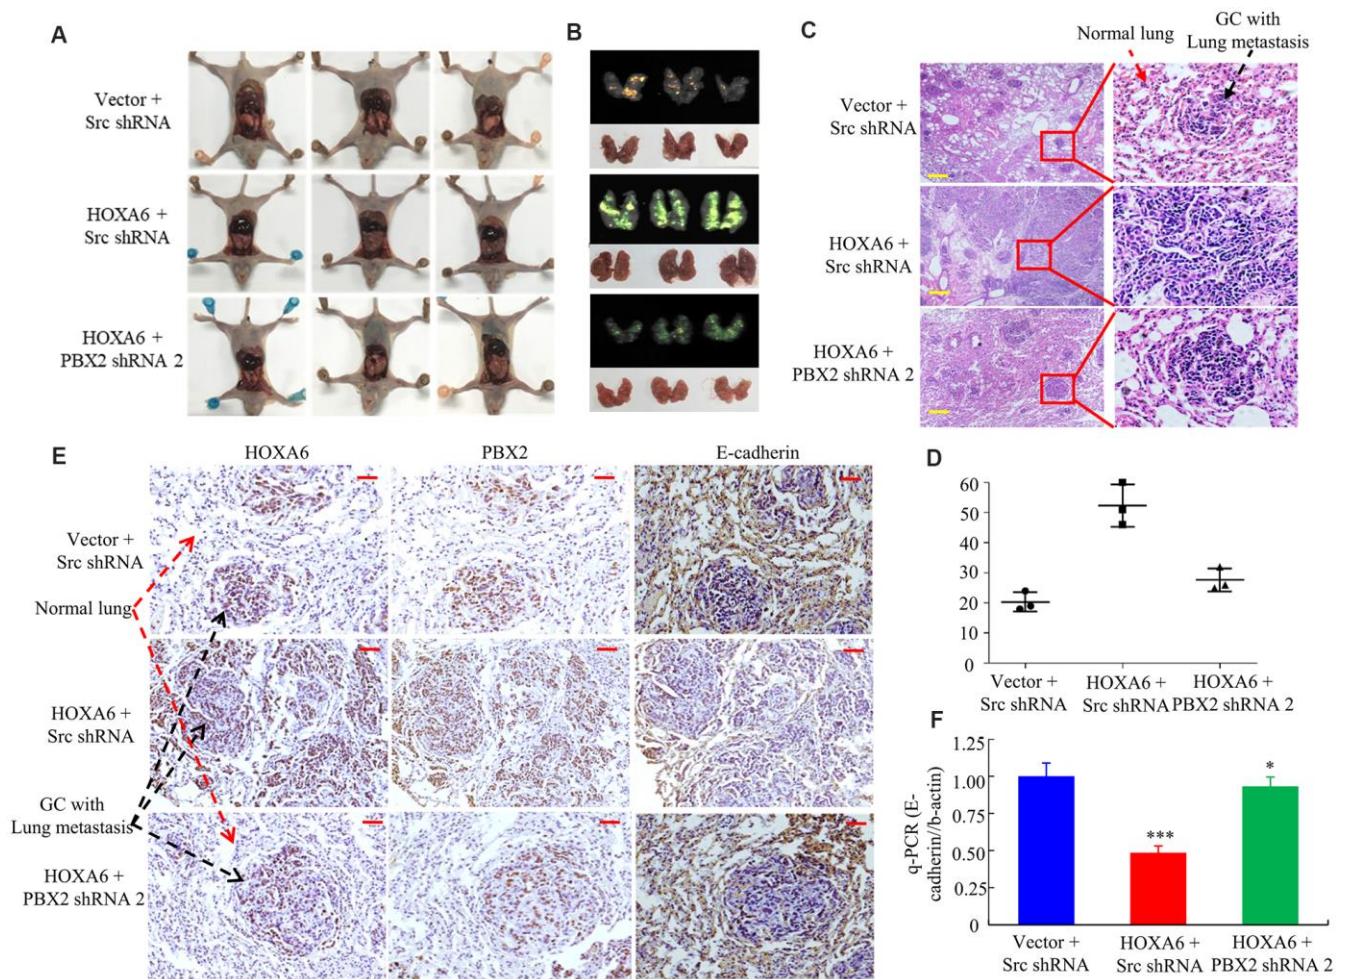 A
Vector +
Src shRNA
HOXA6 +
Src shRNA
HOXA6 +
PBX2 shRNA 2
B
C
Normal lung
GC with
Lung metastasis
Vector +
Src shRNA
HOXA6 +
Src shRNA
HOXA6 +
PBX2 shRNA 2
E
HOXA6
PBX2
E-cadherin
Vector +
Src shRNA
Normal lung
HOXA6 +
Src shRNA
GC with
Lung metastasis
HOXA6 +
PBX2 shRNA 2
D
60
50
40
30
20
10
0
Vector +
Src shRNA
HOXA6 +
Src shRNA
HOXA6 +
PBX2 shRNA 2
F
q-PCR (E-
cadherin//b-actin)
1.25
1.00
0.75
0.50
0.25
0
***
*
Vector +
Src shRNA
HOXA6 +
Src shRNA
HOXA6 +
PBX2 shRNA 2